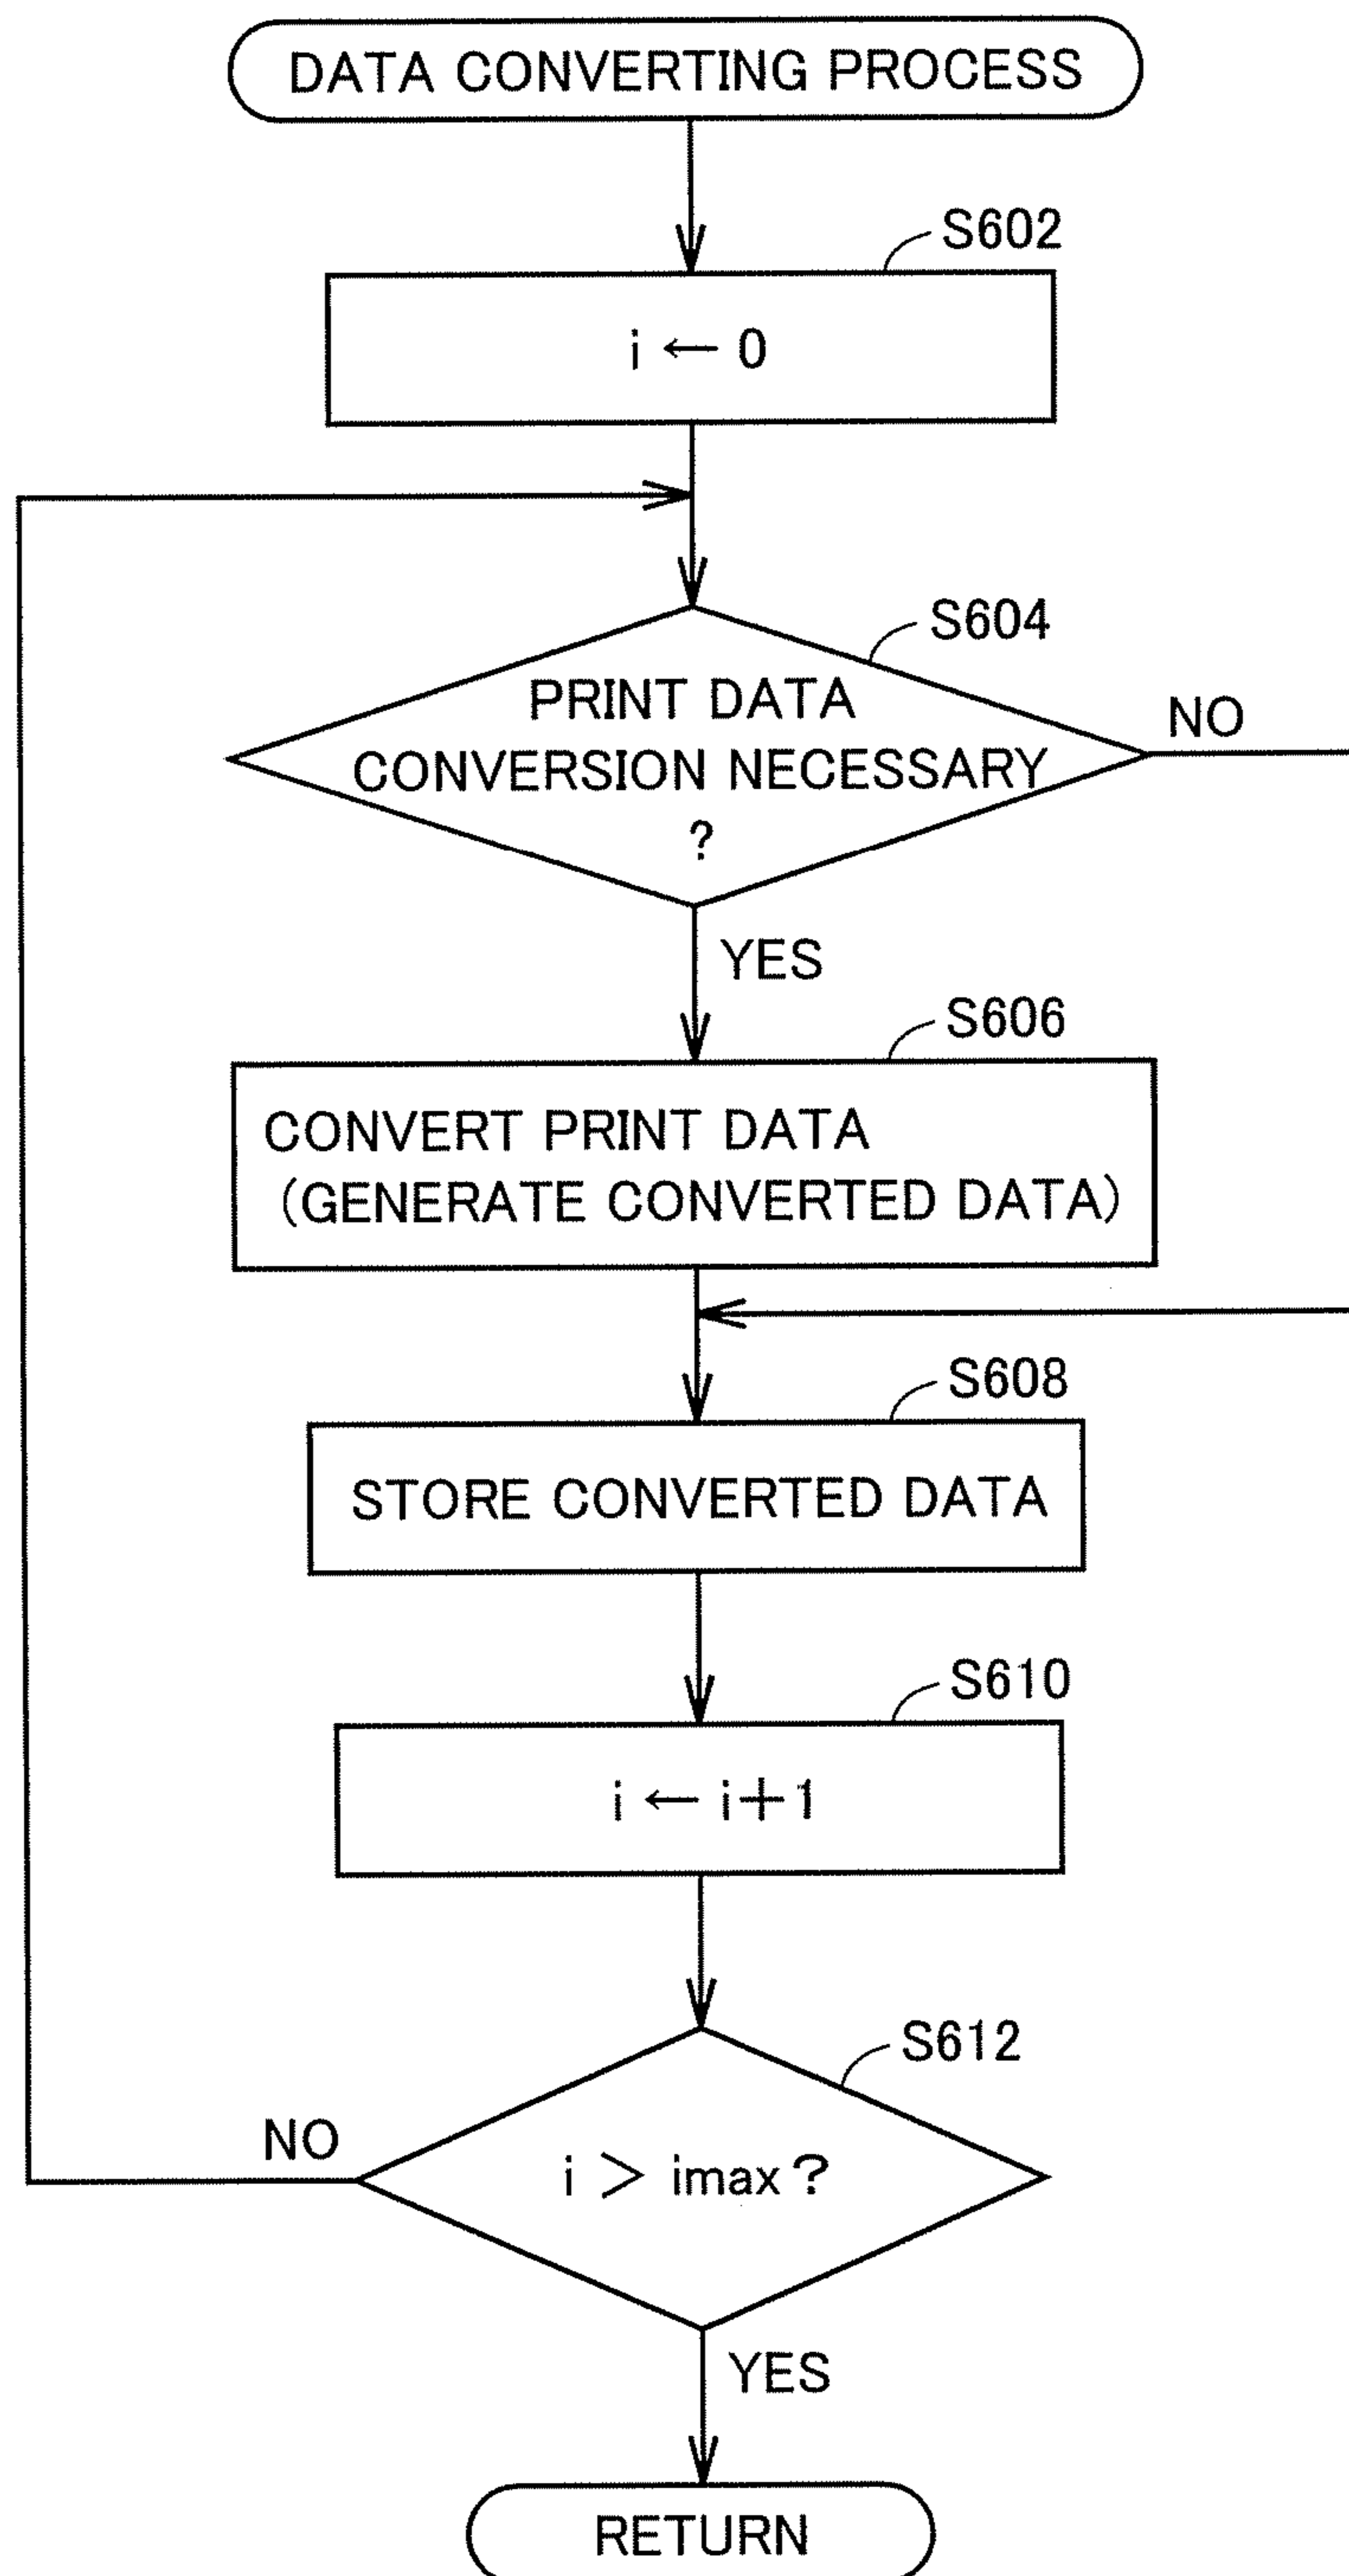 DATA CONVERTING PROCESS
S602
i ← 0
S604
PRINT DATA
CONVERSION NECESSARY
?
NO
YES
S606
CONVERT PRINT DATA
(GENERATE CONVERTED DATA)
S608
STORE CONVERTED DATA
S610
i ← i+1
S612
i > imax?
NO
YES
RETURN